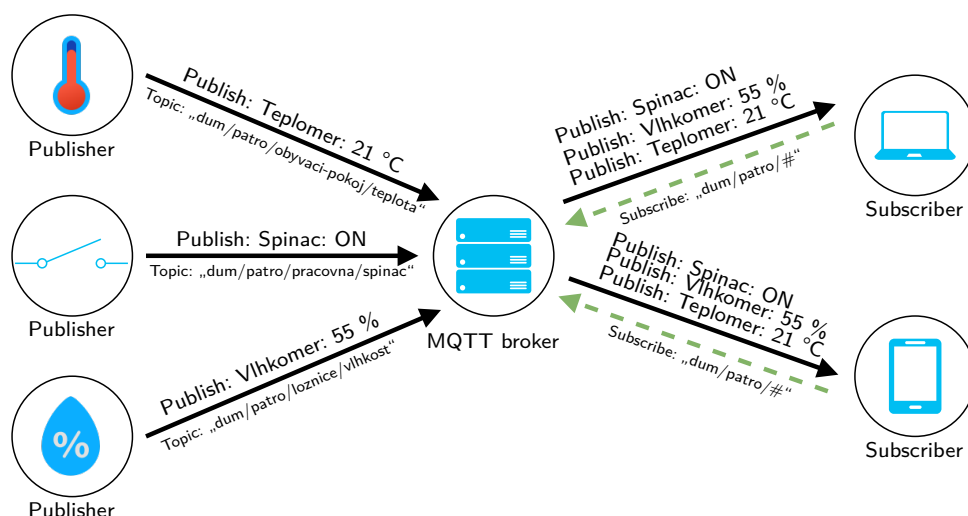 Publish: Teplomer: 21 °C
Topic: „dum/patro/obyvaci-pokoj/teplota“
Publisher
Publish: Spinac: ON
Topic: „dum/patro/pracovna/spinac“
Publisher
Publish: Vlhkomer: 55 %
Topic: „dum/patro/loznice/vlhkost“
%
Publisher
MQTT broker
Publish: Spinac: ON
Publish: Vlhkomer: 55 %
Publish: Teplomer: 21 °C
Subscribe: „dum/patro/#“
Subscriber
Publish: Spinac: ON
Publish: Vlhkomer: 55 %
Publish: Teplomer: 21 °C
Subscribe: „dum/patro/#“
Subscriber